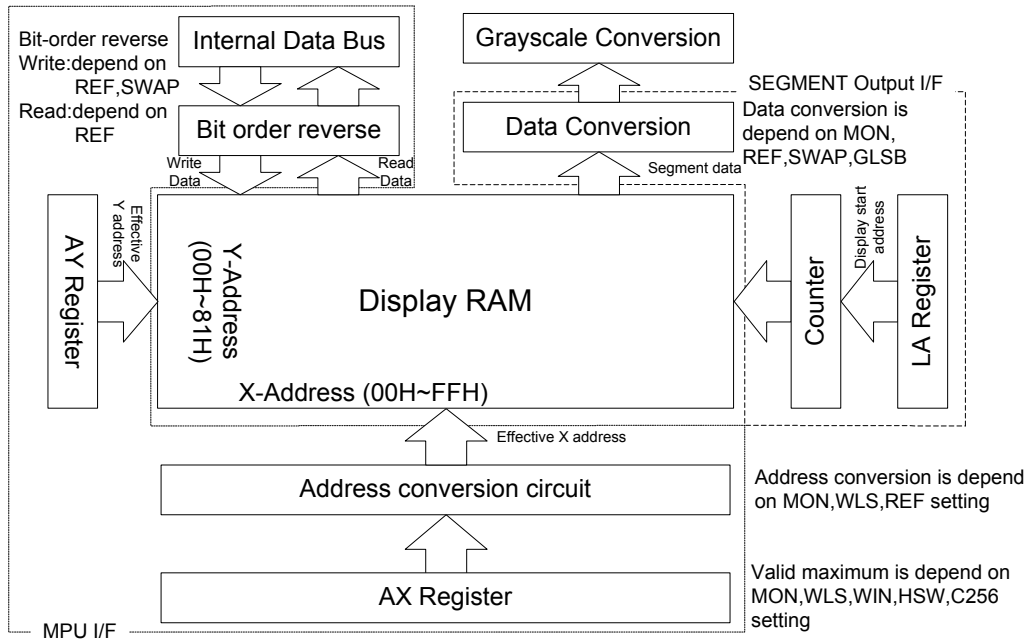 Bit-order reverse
Write:depend on
REF,SWAP
Read:depend on
REF
Internal Data Bus
Bit order reverse
Write
Data
Read
Data
Grayscale Conversion
SEGMENT Output I/F
Data Conversion
Data conversion is
depend on MON,
REF,SWAP,GLSB
Segment data
AY Register
Effective
Y address
Y-Address
(00H~81H)
Display RAM
X-Address (00H~FFH)
Counter
Display start
address
LA Register
Effective X address
Address conversion circuit
Address conversion is depend
on MON,WLS,REF setting
AX Register
Valid maximum is depend on
MON,WLS,WIN,HSW,C256
setting
MPU I/F